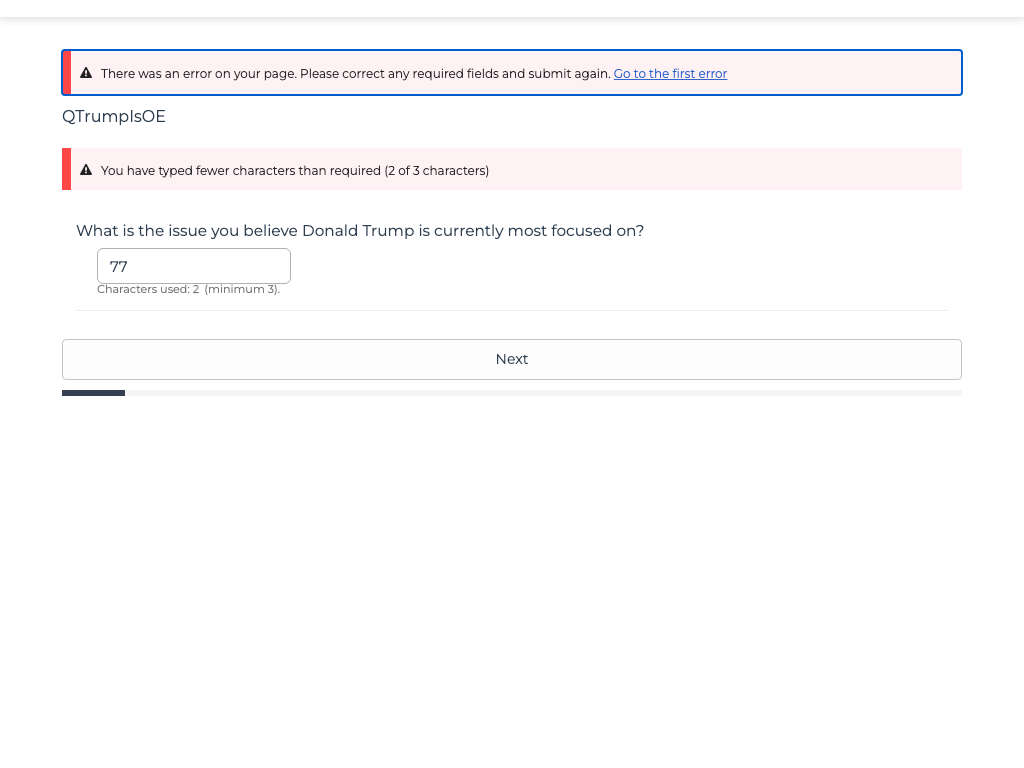 There was an error on your page. Please correct any required fields and submit again. Go to the first error
QTrumpIsOE
You have typed fewer characters than required (2 of 3 characters)
What is the issue you believe Donald Trump is currently most focused on?
77
Characters used: 2 (minimum 3).
Next